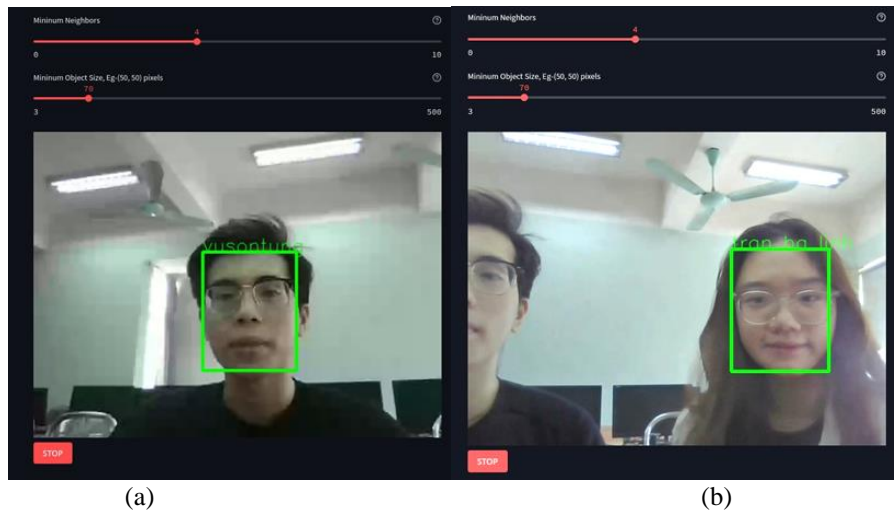 Mininum Neighbors
4
0 10
Mininum Object Size, Eg-(50, 50) pixels
70
3 500
vusontung
STOP
(a)
Mininum Neighbors
4
0 10
Mininum Object Size, Eg-(50, 50) pixels
70
3 500
tran_ha_linh
STOP
(b)